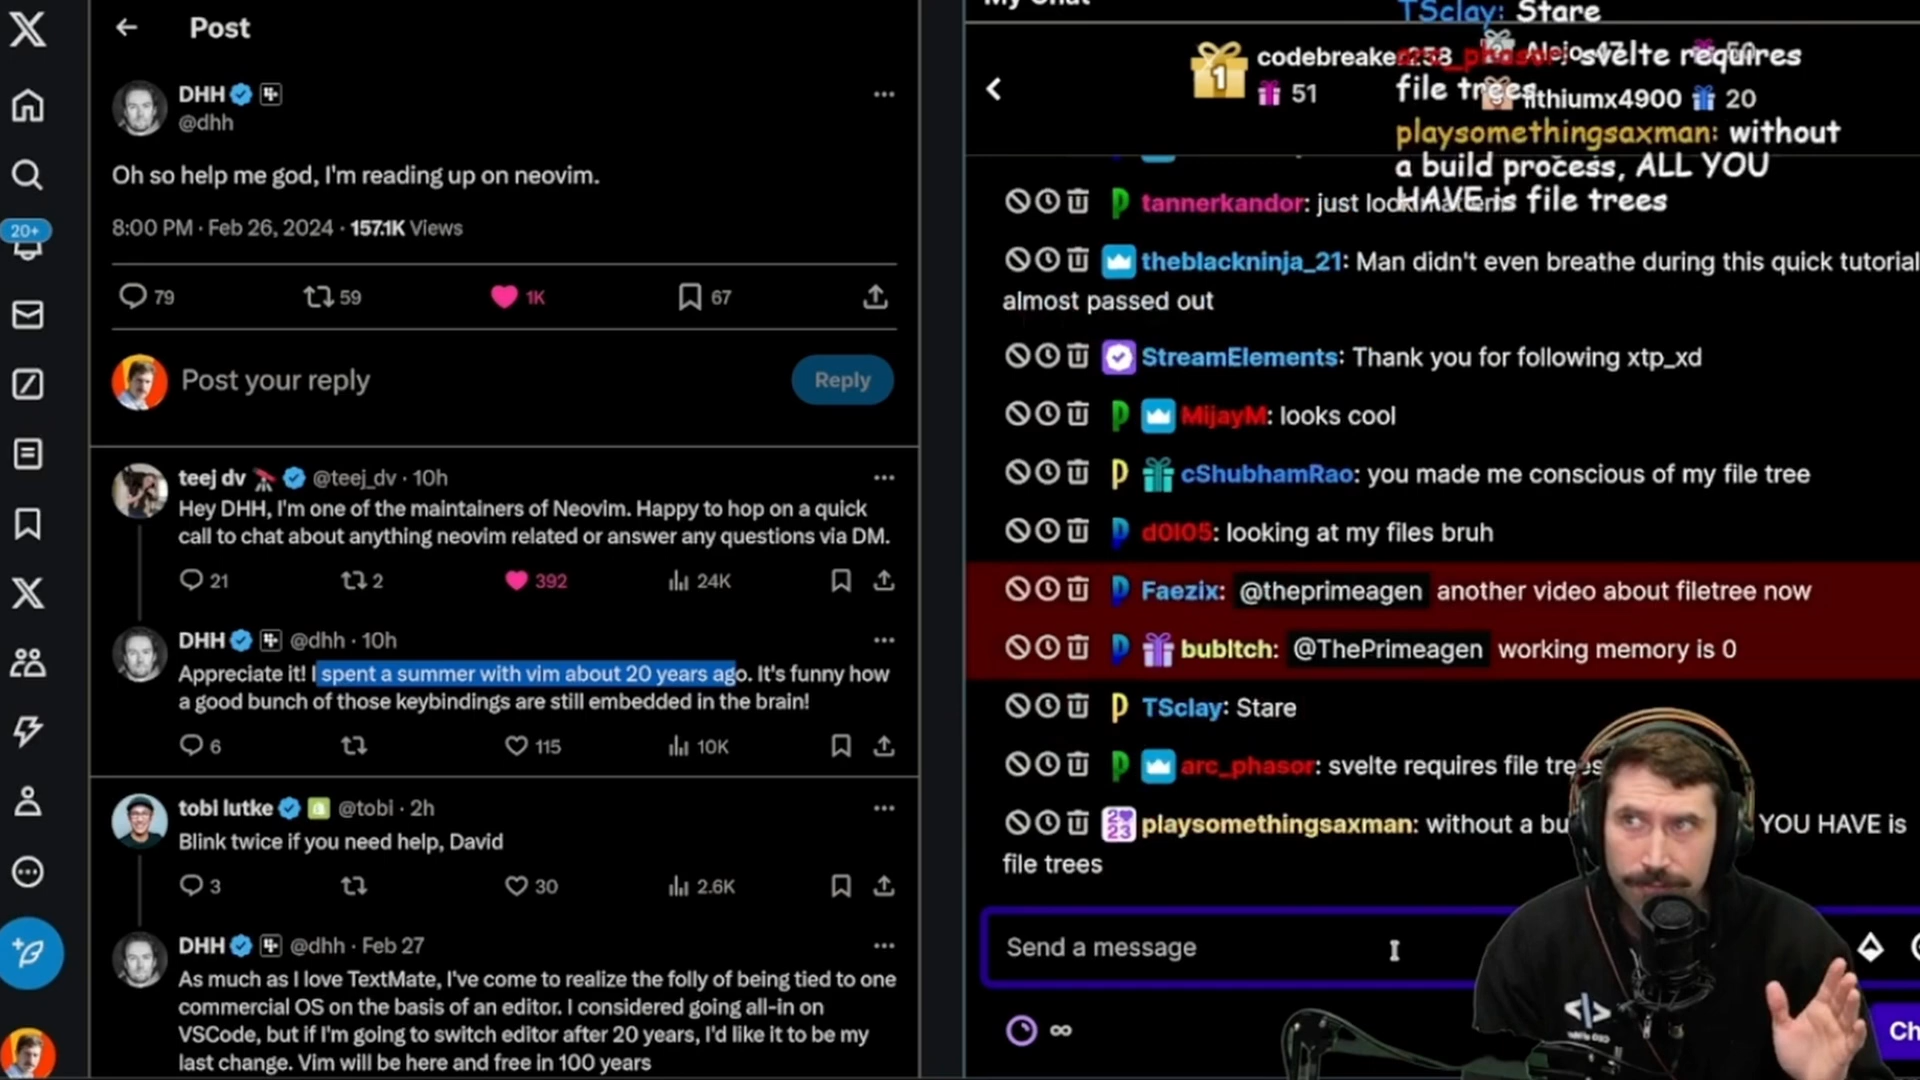 Post
DHH
@dhh
Oh so help me god, I'm reading up on neovim.
8:00 PM · Feb 26, 2024 · 157.1K Views
79
59
1K
67
20+
Post your reply
Reply
teej dv @teej_dv · 10h
Hey DHH, I'm one of the maintainers of Neovim. Happy to hop on a quick
call to chat about anything neovim related or answer any questions via DM.
21
2
392
24K
DHH @dhh · 10h
Appreciate it! I spent a summer with vim about 20 years ago. It's funny how
a good bunch of those keybindings are still embedded in the brain!
6
115
10K
tobi lutke @tobi · 2h
Blink twice if you need help, David
3
30
2.6K
DHH @dhh · Feb 27
As much as I love TextMate, I've come to realize the folly of being tied to one
commercial OS on the basis of an editor. I considered going all-in on
VSCode, but if I'm going to switch editor after 20 years, I'd like it to be my
last change. Vim will be here and free in 100 years
My Chat
1
51
20
TSclay: Stare
svelte requires
file trees
playsomethingsaxman: without
a build process, ALL YOU
HAVE is file trees
tannerkandor: just
theblackninja_21: Man didn't even breathe during this quick tutorial
almost passed out
StreamElements: Thank you for following xtp_xd
MijayM: looks cool
cShubhamRao: you made me conscious of my file tree
d0l05: looking at my files bruh
Faezix: @theprimeagen another video about filetree now
bubltch: @ThePrimeagen working memory is 0
TSclay: Stare
arc_phasor: svelte requires file trees
playsomethingsaxman: without a YOU HAVE is
file trees
Send a message